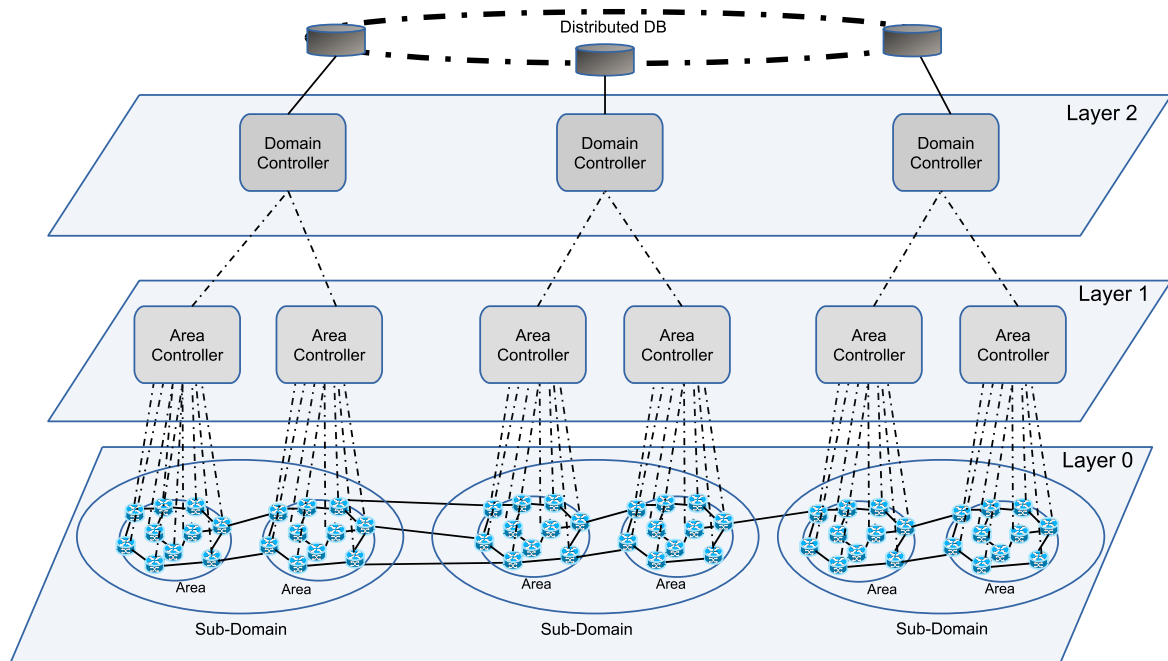 Distributed DB
Layer 2
Domain
Controller
Domain
Controller
Domain
Controller
Layer 1
Area
Controller
Area
Controller
Area
Controller
Area
Controller
Area
Controller
Area
Controller
Layer 0
Area
Area
Area
Area
Area
Area
Sub-Domain
Sub-Domain
Sub-Domain